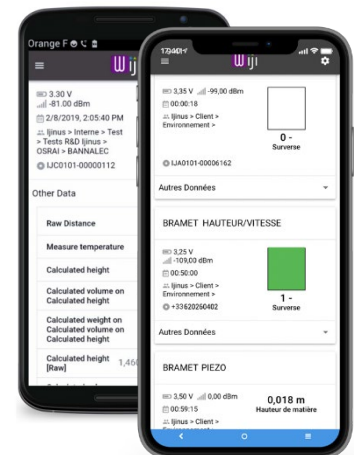 Orange F
Wij
3.30 V
-81.00 dBm
2/8/2019, 2:05:40 PM
Ijinus > Interne > Test
> Tests R&D Ijinus >
OSRAI > BANNALEC
IJC0101-00000112
Other Data
Raw Distance
Measure temperature
Calculated height
Calculated volume on
Calculated height
Calculated weight on
Calculated volume on
Calculated height
Calculated height
[Raw]
1,460
Wiji
3,35 V -99,00 dBm
00:00:18
Ijinus > Client >
Environnement >
IJA0101-00006162
0 -
Surverse
Autres Données
BRAMET HAUTEUR/VITESSE
3,25 V
-109,00 dBm
00:50:00
Ijinus > Client >
Environnement >
+33620260402
1 -
Surverse
Autres Données
BRAMET PIEZO
3,50 V 0,00 dBm
00:59:15
Ijinus > Client >
Environnement >
0,018 m
Hauteur de matière